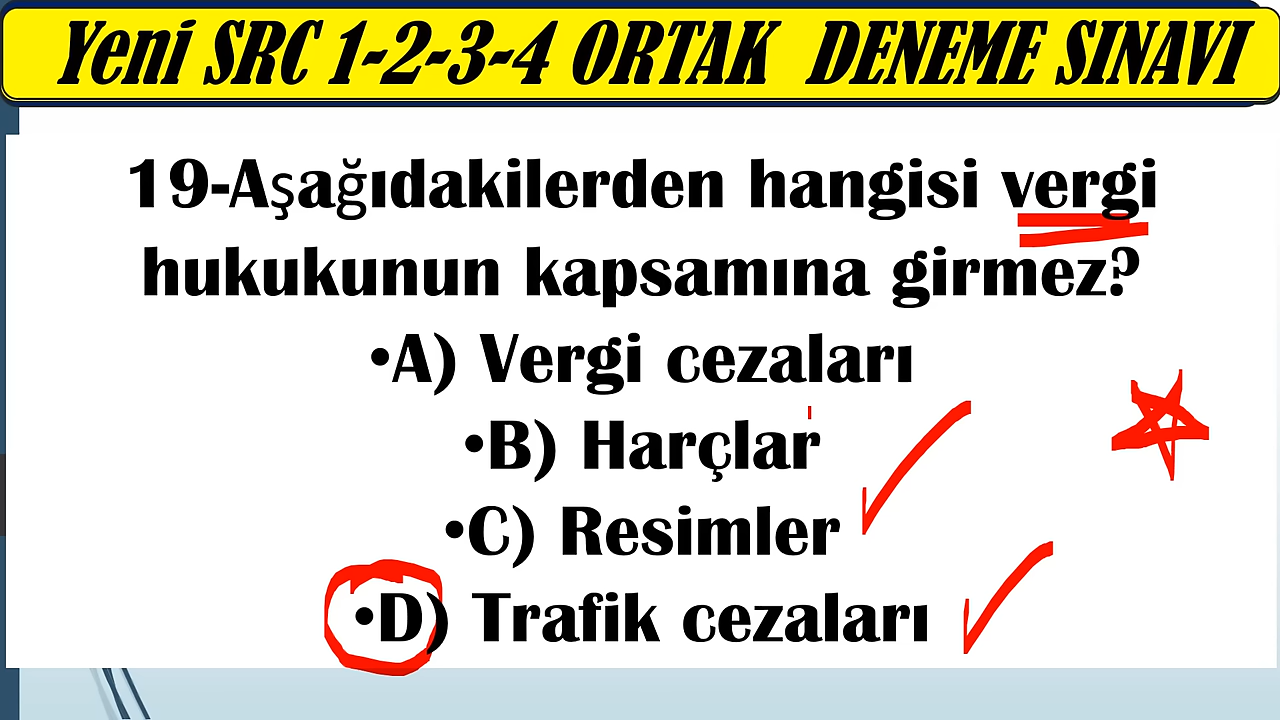 Yeni SRC 1-2-3-4 ORTAK DENEME SINAVI
19-Aşağıdakilerden hangisi vergi
hukukunun kapsamına girmez?
•A) Vergi cezaları
•B) Harçlar
•C) Resimler
•D) Trafik cezaları